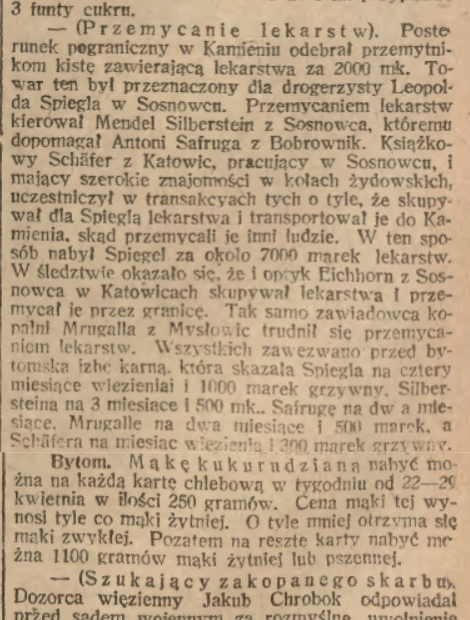 3 funty cukru.
— (Przemycanie lekarstw). Poste
runek pograniczny w Kamieniu odebrał przemytni-
kom kistę zawierającą lekarstwa za 2000 mk. To-
war ten był przeznaczony dla drogerzysty Leopol-
da Spiegla w Sosnowcu. Przemycaniem lekarstw
kierował Mendel Silberstein z Sosnowca, któremu
dopomagał Antoni Safruga z Bobrownik. Książko-
wy Schäfer z Katowic, pracujący w Sosnowcu, i
mający szerokie znajomości w kołach żydowskich,
uczestniczył w transakcyach tych o tyle, że skupy-
wał dla Spiegla lekarstwa i transportował je do Ka-
mienia, skąd przemycali je inni ludzie. W ten spo-
sób nabył Spiegel za około 7000 marek lekarstw.
W śledztwie okazało się, że i optyk Eichhorn z Sos-
nowca w Katowicach skupywał lekarstwa i prze-
mycał je przez granicę. Tak samo zawiadowca ko-
palni Mrugalla z Mysłowic trudnił się przemyca-
niem lekarstw. Wszystkich zawezwano przed by-
tomską izbę karną, która skazała Spiegla na cztery
miesiące więzieniai i 1000 marek grzywny, Silber-
steina na 3 miesiące i 500 mk.. Safrugę na dw a mie-
siące, Mrugallę na dwa miesiące i 500 marek, a
Schäfera na miesiąc więzienia i 300 marek grzywny.
Bytom. Mąkę kukurudzianą nabyć mo-
żna na każdą kartę chlebową w tygodniu od 22—29
kwietnia w ilości 250 gramów. Cena mąki tej wy-
nosi tyle co mąki żytniej. O tyle mniej otrzyma się
mąki zwykłej. Pozatem na resztę karty nabyć mo
żna 1100 gramów mąki żytniej lub pszennej.
— (Szukający zakopanego skarbu).
Dozorca więzienny Jakub Chrobok odpowiadał
przed sądem wojennym za rozmyślne uwolnienie